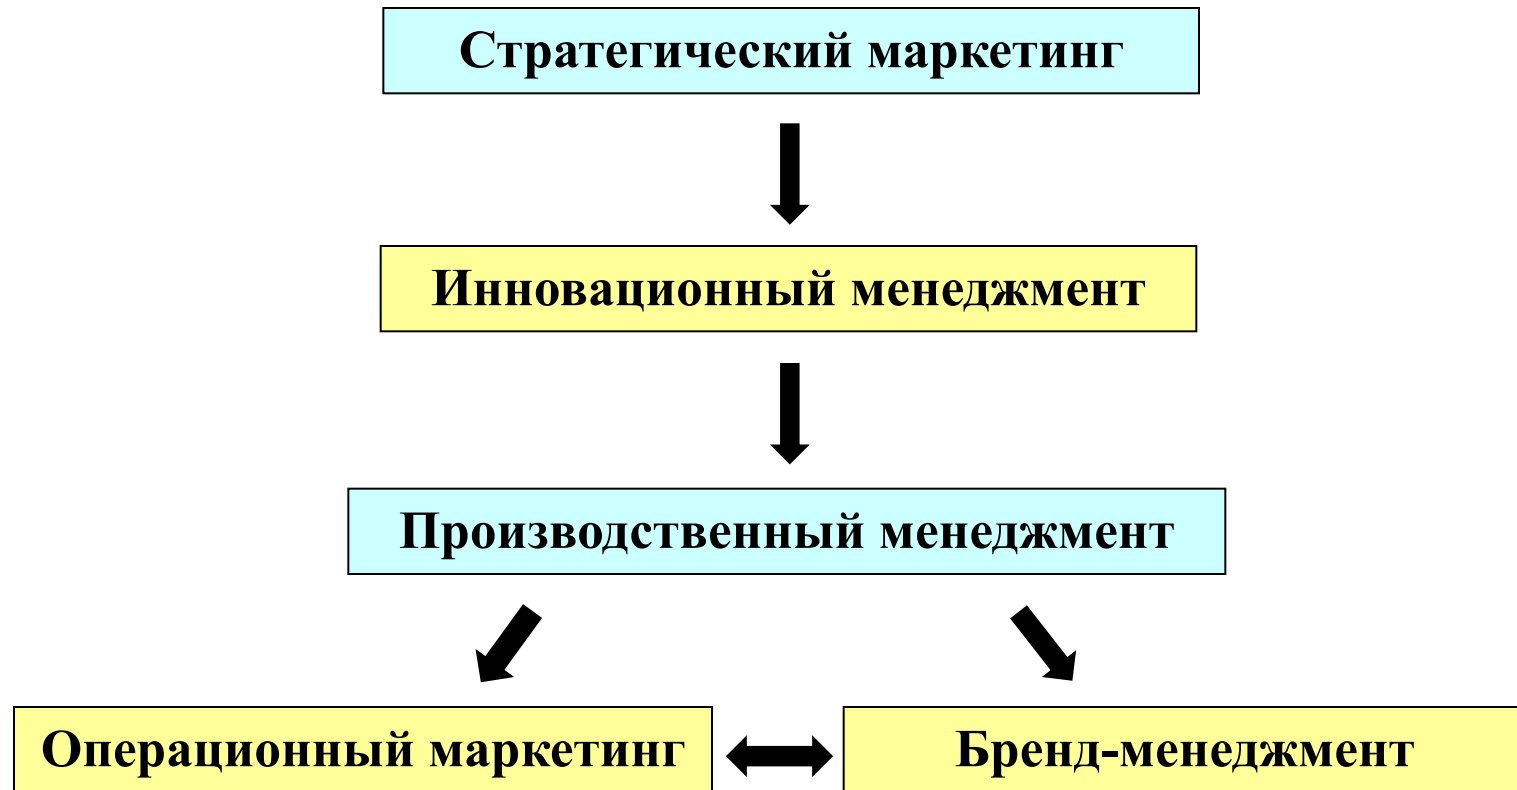 Стратегический маркетинг
Инновационный менеджмент
Производственный менеджмент
Операционный маркетинг
Бренд-менеджмент